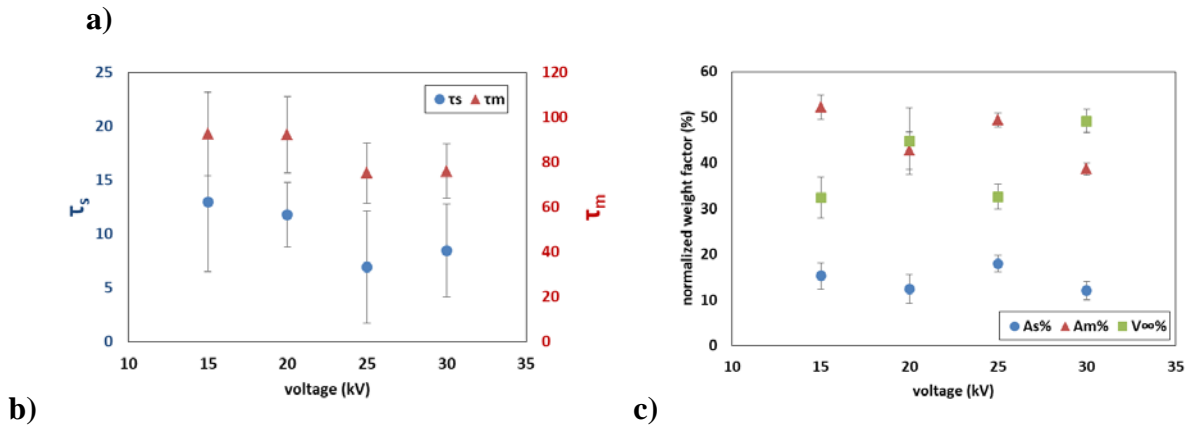 a)
25
20
15
10
5
0
τs
τs τm
120
100
80
60
40
20
0
τm
10 15 20 25 30 35
voltage (kV)
b)
60
50
40
30
20
10
0
normalized weight factor (%)
As% Am% V∞%
10 15 20 25 30 35
voltage (kV)
c)